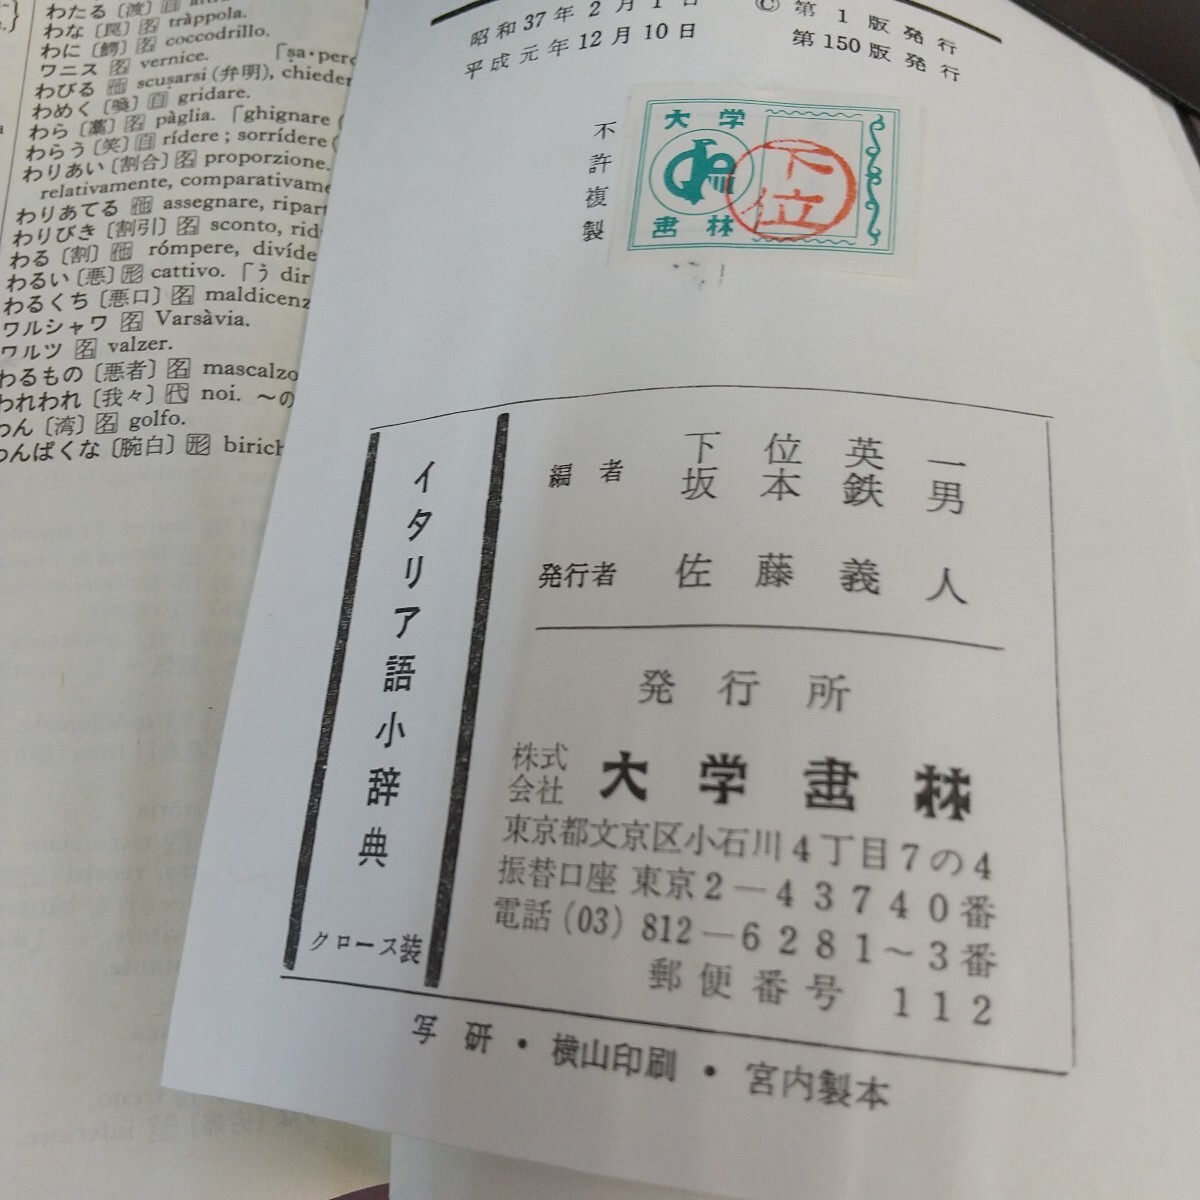 わたる〔渡〕自
わな〔罠〕名 tràppola.
わに〔鰐〕名 coccodrillo.
ワニス 名 vernice. 「ṣa・perd
わびる 他 scuṣarsi (弁明), chieder
わめく〔喚〕自 gridare.
わら〔藁〕名 pàglia. 「ghignare (
わらう〔笑〕自 rídere ; sorrídere (
わりあい〔割合〕名 proporzione.
relativamente, comparativame
わりあてる 他 assegnare, ripart
わりびき〔割引〕名 sconto, rid
わる〔割〕他 rómpere, divíde
わるい〔悪〕形 cattivo. 「う dir
わるくち〔悪口〕名 maldicenz
ワルシャワ 名 Varsàvia.
ワルツ 名 valzer.
わるもの〔悪者〕名 mascalzo
われわれ〔我々〕代 noi. 〜の
わん〔湾〕名 golfo.
わんぱくな〔腕白〕形 birich
昭和37年2月1日 © 第1版発行
平成元年12月10日 第150版発行
不許複製
大学
書林
下位
イタリア語小辞典
クロース装
編者 下位英一
坂本鉄男
発行者 佐藤義人
発行所
株式会社 大学書林
東京都文京区小石川4丁目7の4
振替口座 東京2―43740番
電話(03)812―6281〜3番
郵便番号 112
写研・横山印刷・宮内製本